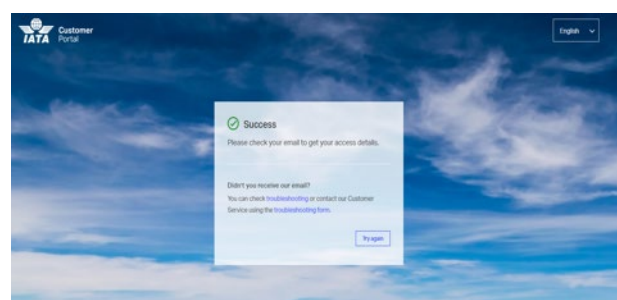 IATA
Customer
Portal
English
Success
Please check your email to get your access details.
Didn't you receive our email?
You can check troubleshooting or contact our Customer
Service using the troubleshooting form.
Try again